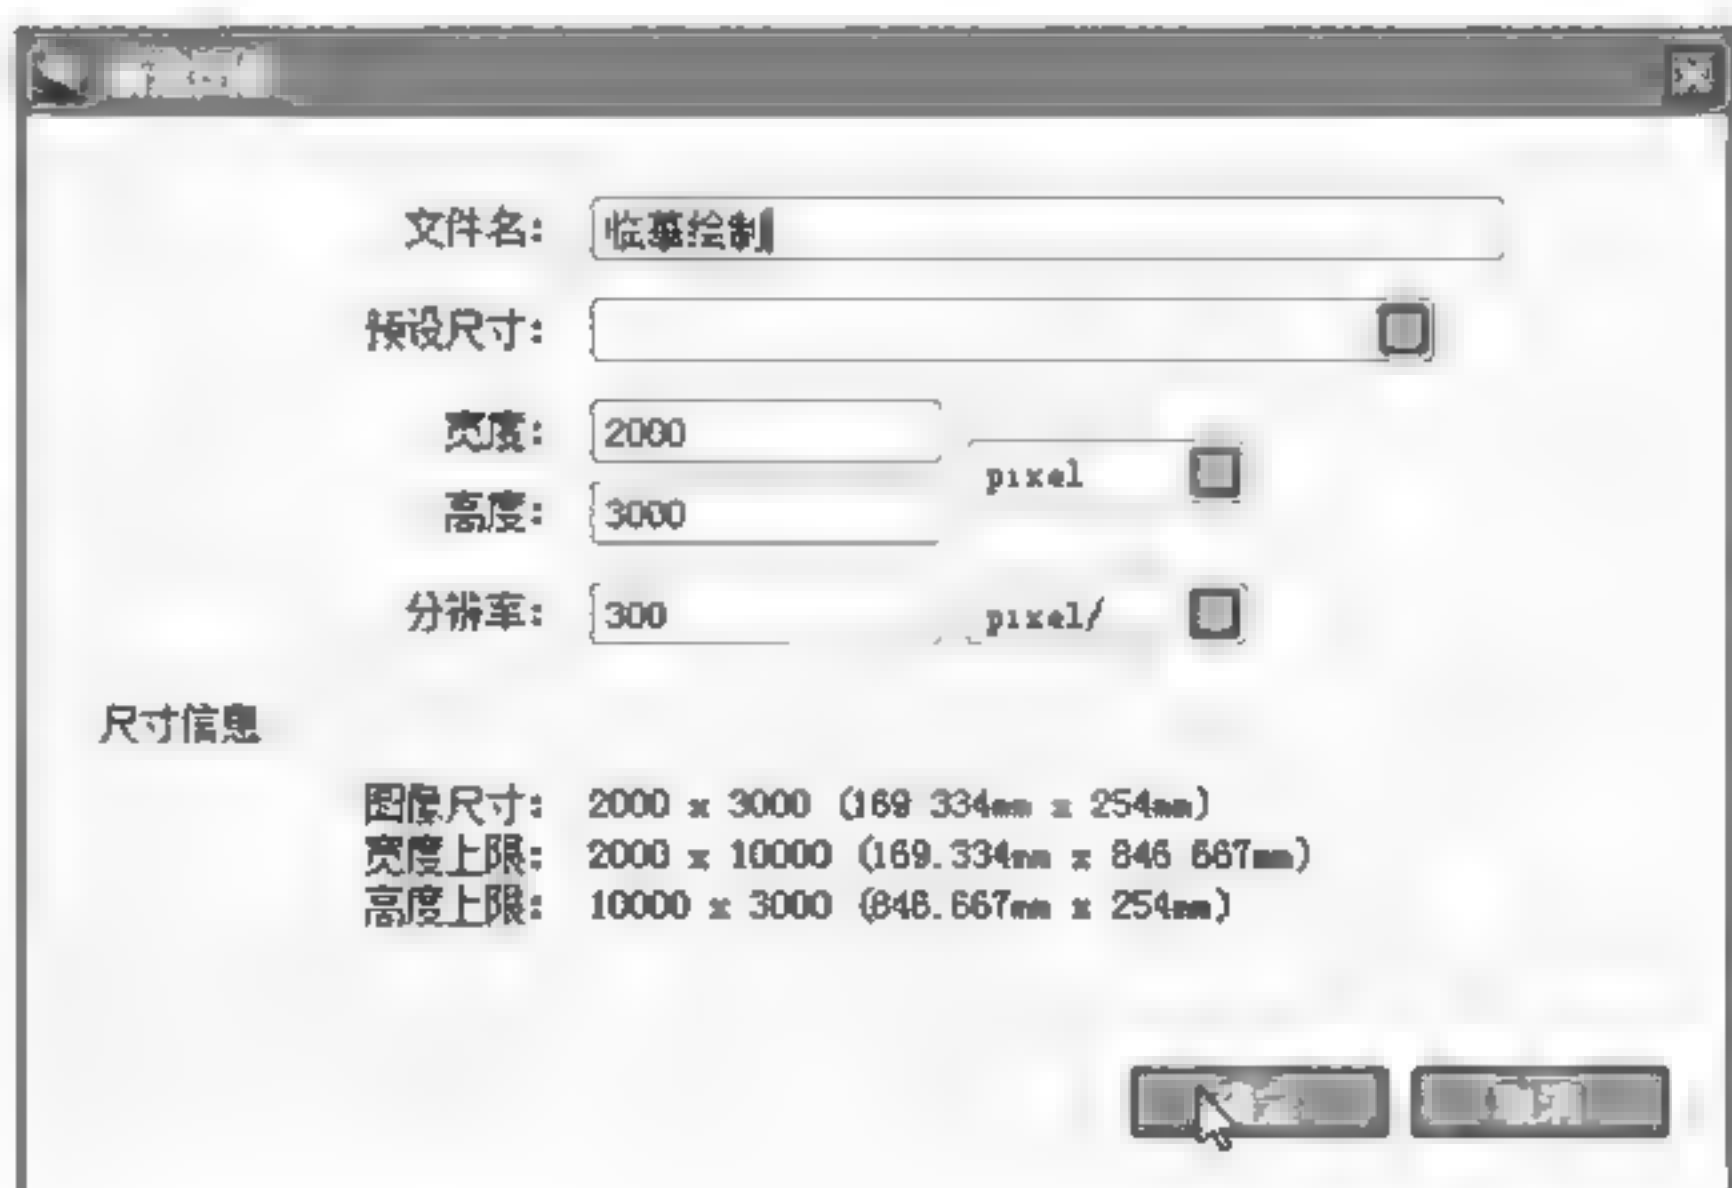 文件名： 临摹绘制
预设尺寸：
宽度： 2000
pixel
高度： 3000
分辨率： 300 pixel/
尺寸信息
图像尺寸： 2000 x 3000 (169 334mm x 254mm)
宽度上限： 2000 x 10000 (169.334mm x 846 667mm)
高度上限： 10000 x 3000 (846.667mm x 254mm)